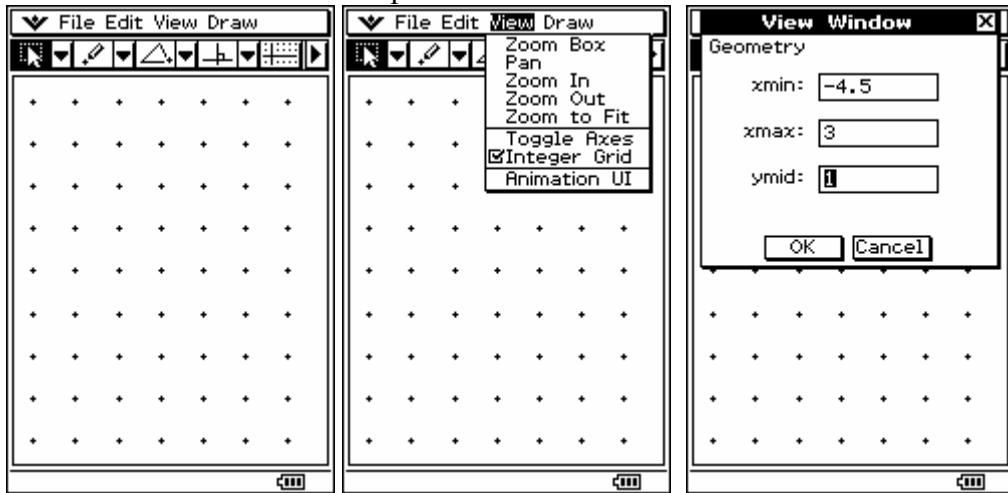 File Edit View Draw
File Edit View Draw
Zoom Box
Pan
Zoom In
Zoom Out
Zoom to Fit
Toggle Axes
Integer Grid
Animation UI
View Window
Geometry
xmin: -4.5
xmax: 3
ymid: 1
OK Cancel